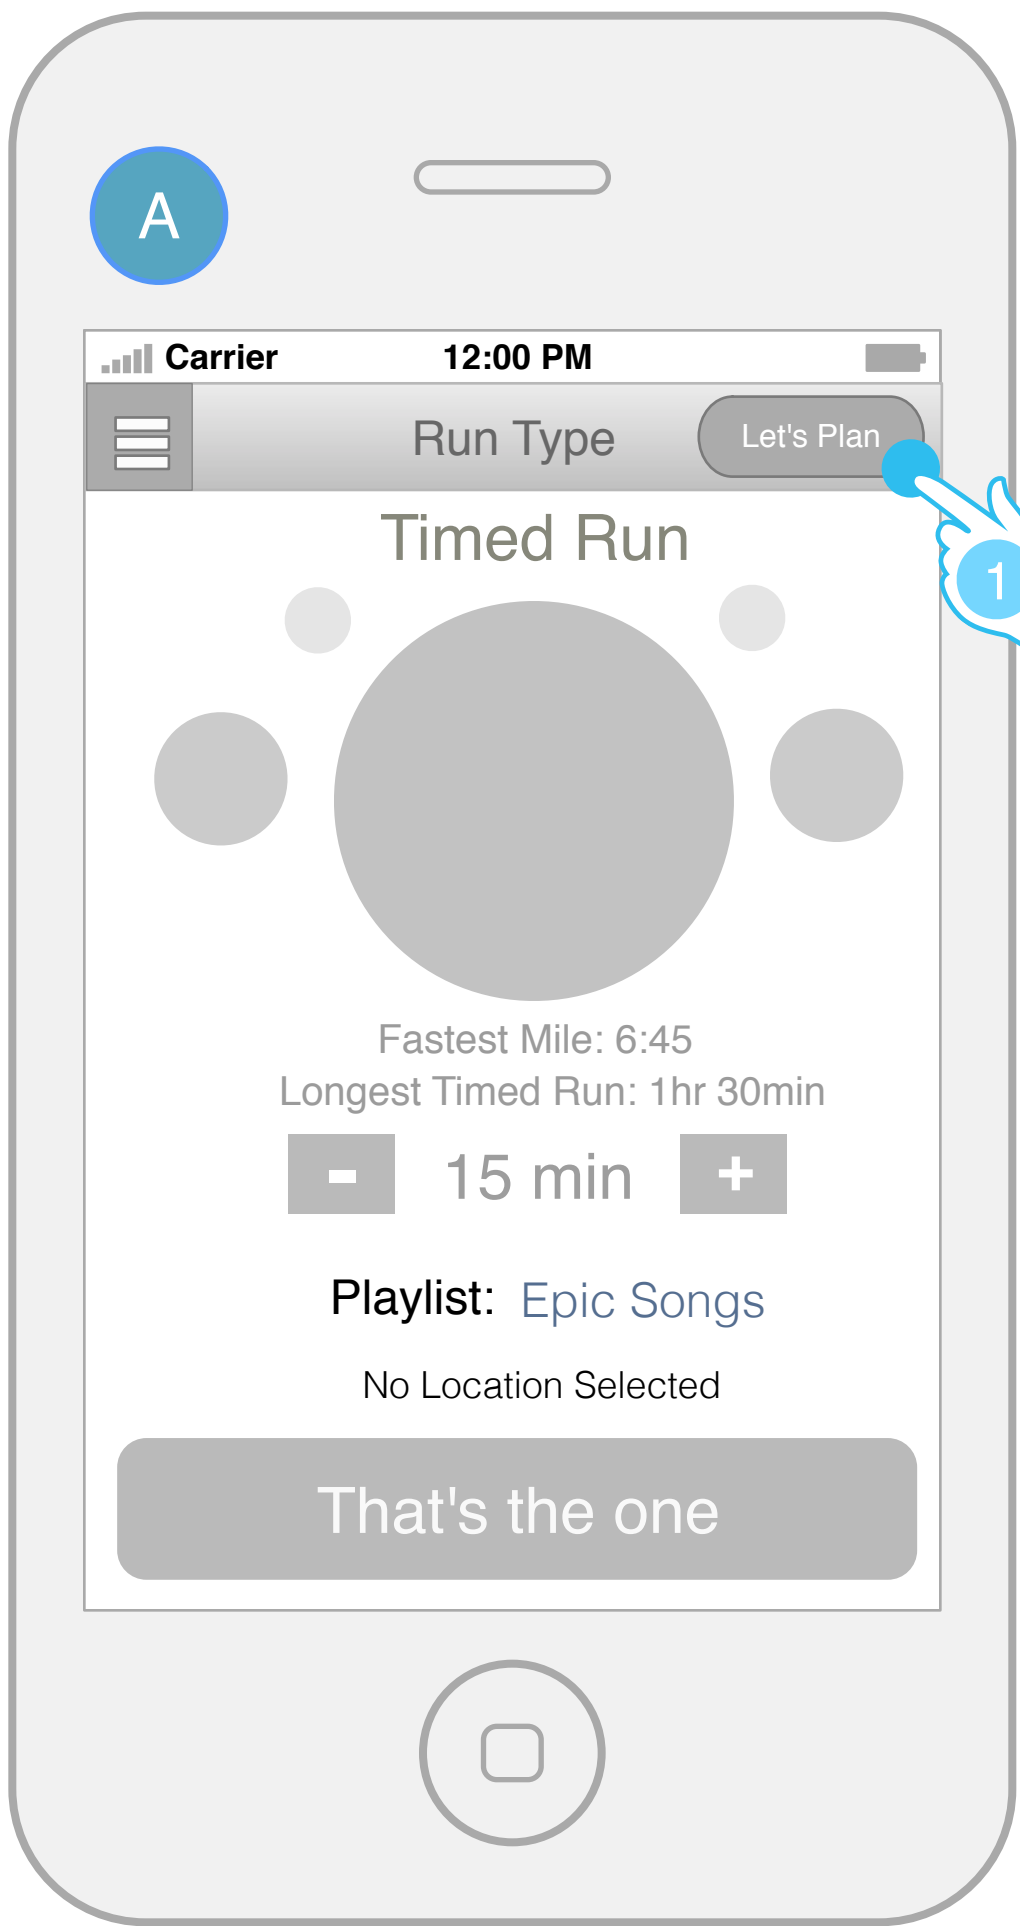 A
Carrier 12:00 PM
Run Type Let's Plan
1
Timed Run
Fastest Mile: 6:45
Longest Timed Run: 1hr 30min
- 15 min +
Playlist: Epic Songs
No Location Selected
That's the one